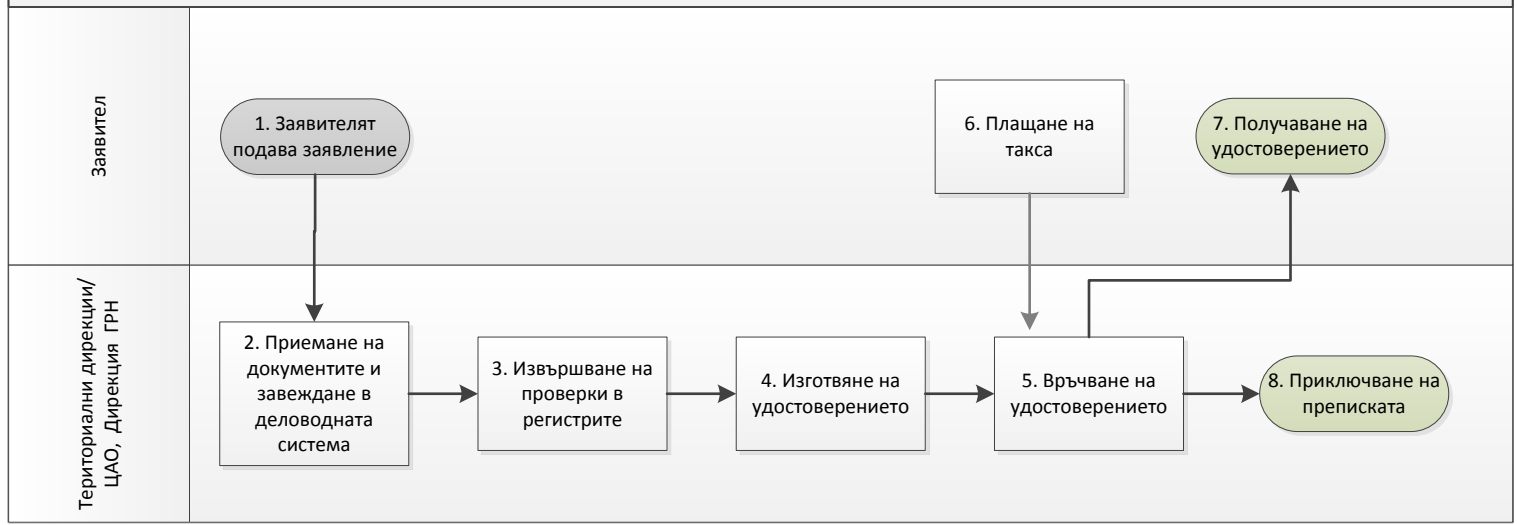 Заявител
1. Заявителят
подава заявление
6. Плащане на
такса
7. Получаване на
удостоверението
Териториални дирекции/
ЦАО, Дирекция ГРН
2. Приемане на
документите и
завеждане в
деловодната
система
3. Извършване на
проверки в
регистрите
4. Изготвяне на
удостоверението
5. Връчване на
удостоверението
8. Приключване на
преписката